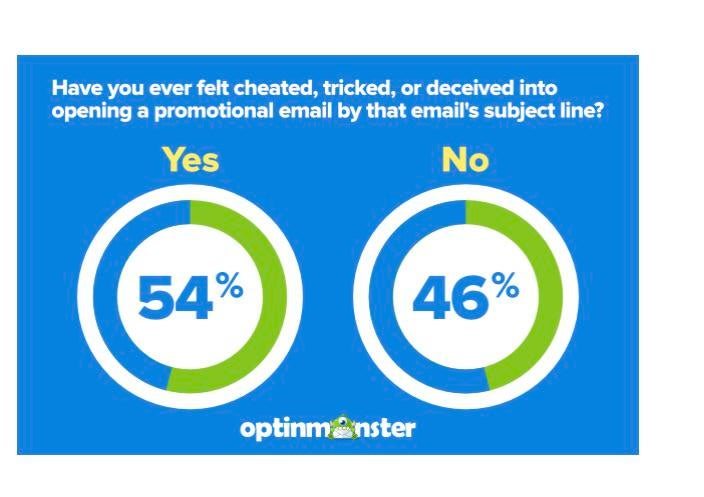 Have you ever felt cheated, tricked, or deceived into
opening a promotional email by that email's subject line?
Yes No
54% 46%
optinmonster